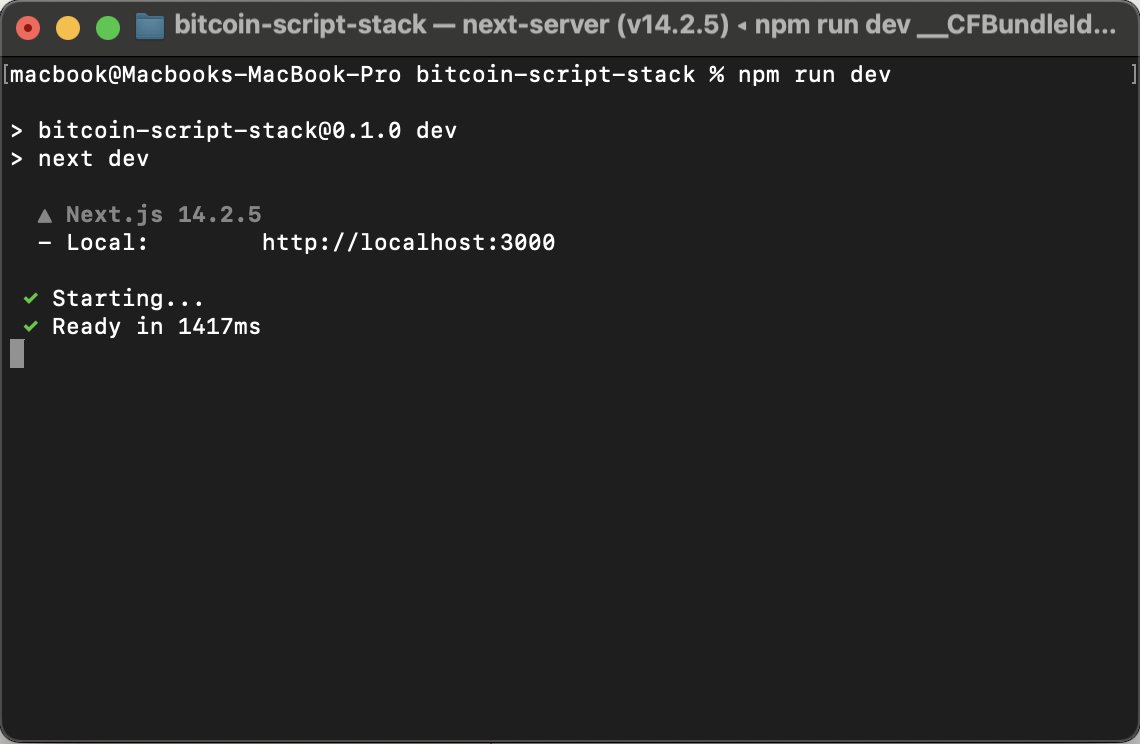 bitcoin-script-stack — next-server (v14.2.5) ◂ npm run dev __CFBundleId...
[macbook@Macbooks-MacBook-Pro bitcoin-script-stack % npm run dev ]
> bitcoin-script-stack@0.1.0 dev
> next dev
▲ Next.js 14.2.5
- Local: http://localhost:3000
✓ Starting...
✓ Ready in 1417ms